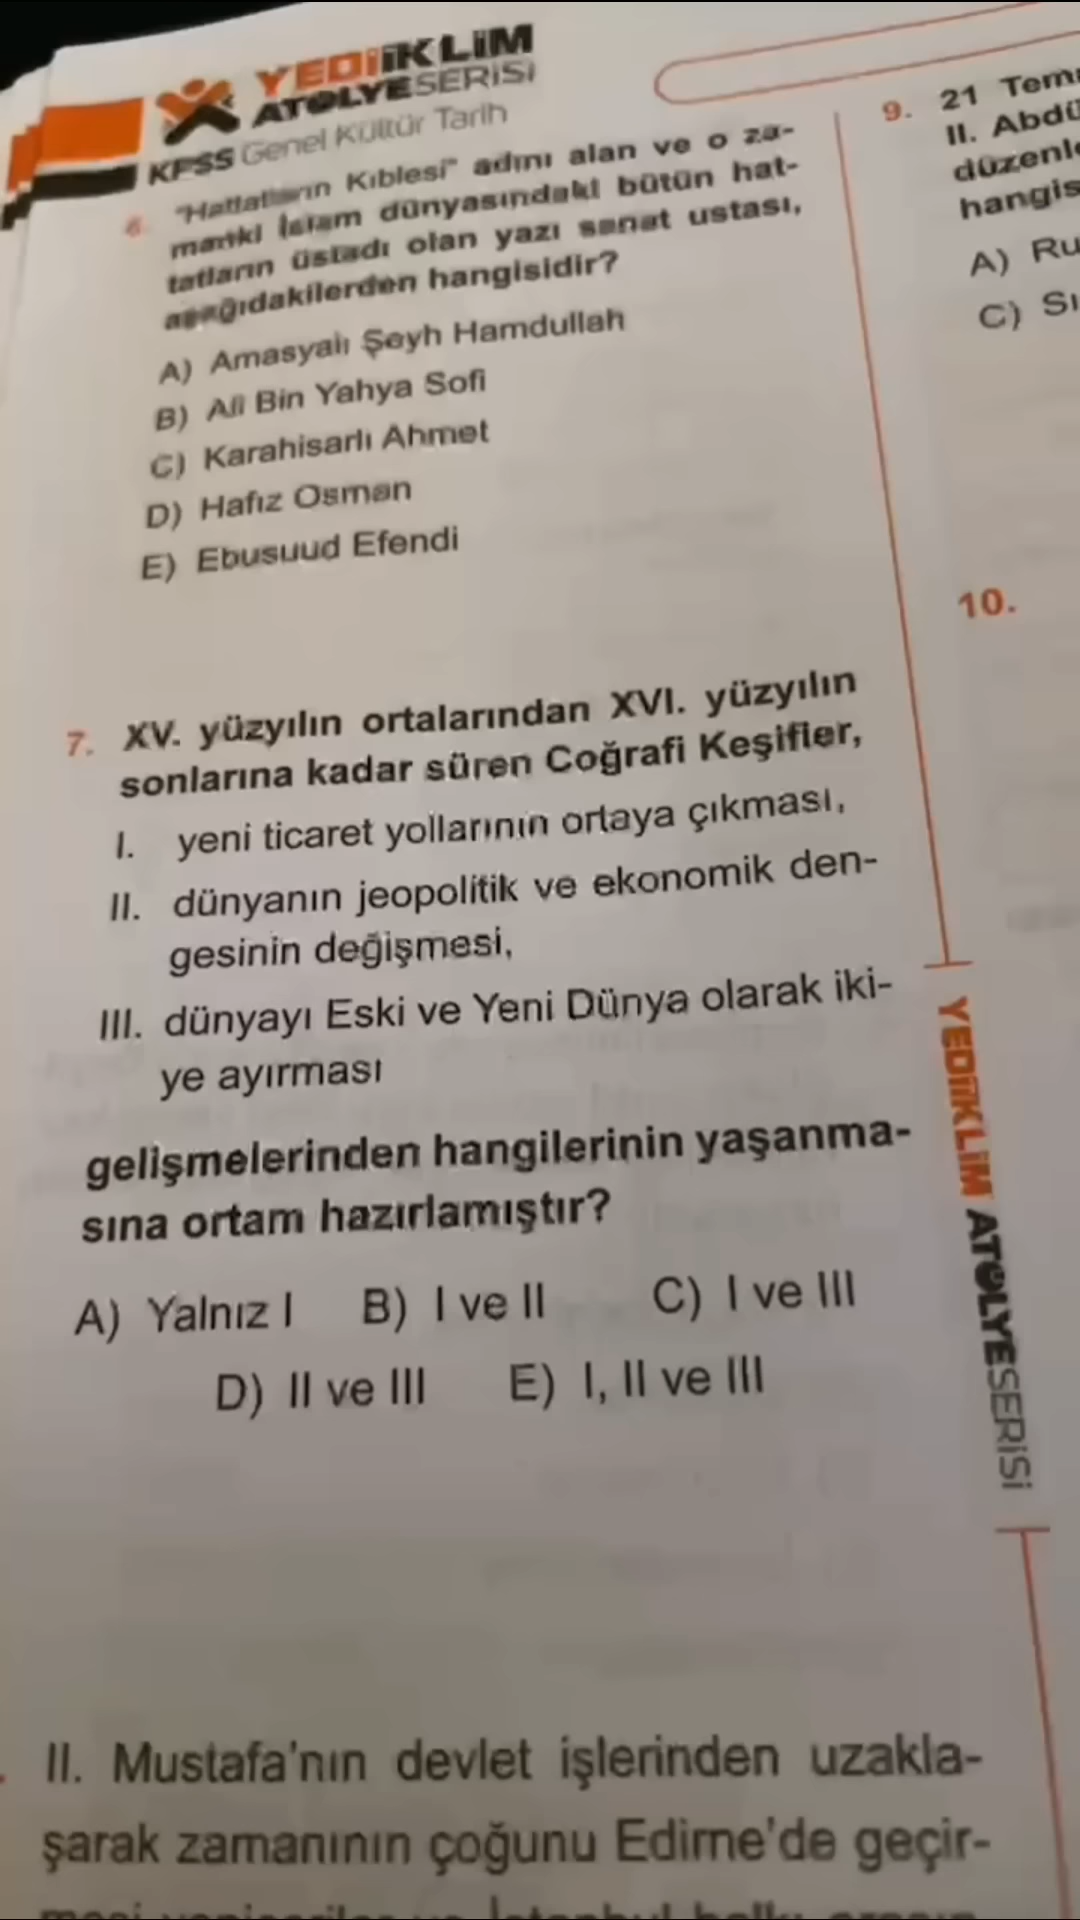 YEDİİKLİM
ATÖLYESERİSİ
KPSS Genel Kültür Tarih
6. "Hattatların Kıblesi" adını alan ve o za-
manki İslam dünyasındaki bütün hat-
tatların üstadı olan yazı sanat ustası,
aşağıdakilerden hangisidir?
A) Amasyalı Şeyh Hamdullah
B) Ali Bin Yahya Sofi
C) Karahisarlı Ahmet
D) Hafız Osman
E) Ebusuud Efendi
7. XV. yüzyılın ortalarından XVI. yüzyılın
sonlarına kadar süren Coğrafi Keşifler,
I. yeni ticaret yollarının ortaya çıkması,
II. dünyanın jeopolitik ve ekonomik den-
gesinin değişmesi,
III. dünyayı Eski ve Yeni Dünya olarak iki-
ye ayırması
gelişmelerinden hangilerinin yaşanma-
sına ortam hazırlamıştır?
A) Yalnız I B) I ve II C) I ve III
D) II ve III E) I, II ve III
II. Mustafa'nın devlet işlerinden uzakla-
şarak zamanının çoğunu Edirne'de geçir-
YEDİİKLİM ATÖLYESERİSİ
9. 21 Tem
II. Abdü
düzenle
hangis
A) Ru
C) Sı
10.